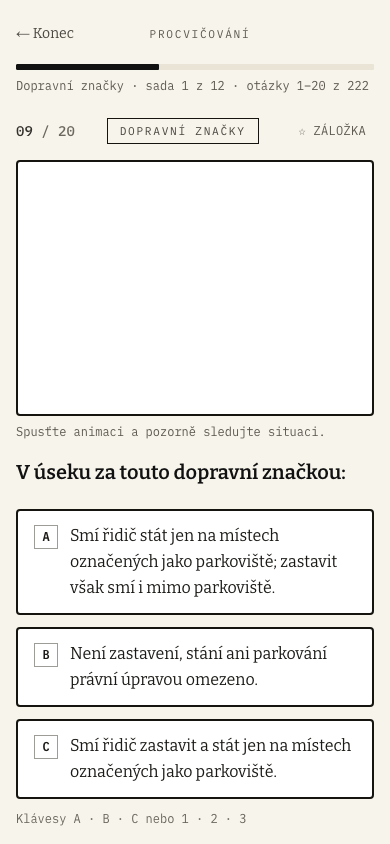 ← Konec
PROCVIČOVÁNÍ
Dopravní značky · sada 1 z 12 · otázky 1–20 z 222
09 / 20
DOPRAVNÍ ZNAČKY
☆ ZÁLOŽKA
Spusťte animaci a pozorně sledujte situaci.
V úseku za touto dopravní značkou:
A
Smí řidič stát jen na místech
označených jako parkoviště; zastavit
však smí i mimo parkoviště.
B
Není zastavení, stání ani parkování
právní úpravou omezeno.
C
Smí řidič zastavit a stát jen na místech
označených jako parkoviště.
Klávesy A · B · C nebo 1 · 2 · 3